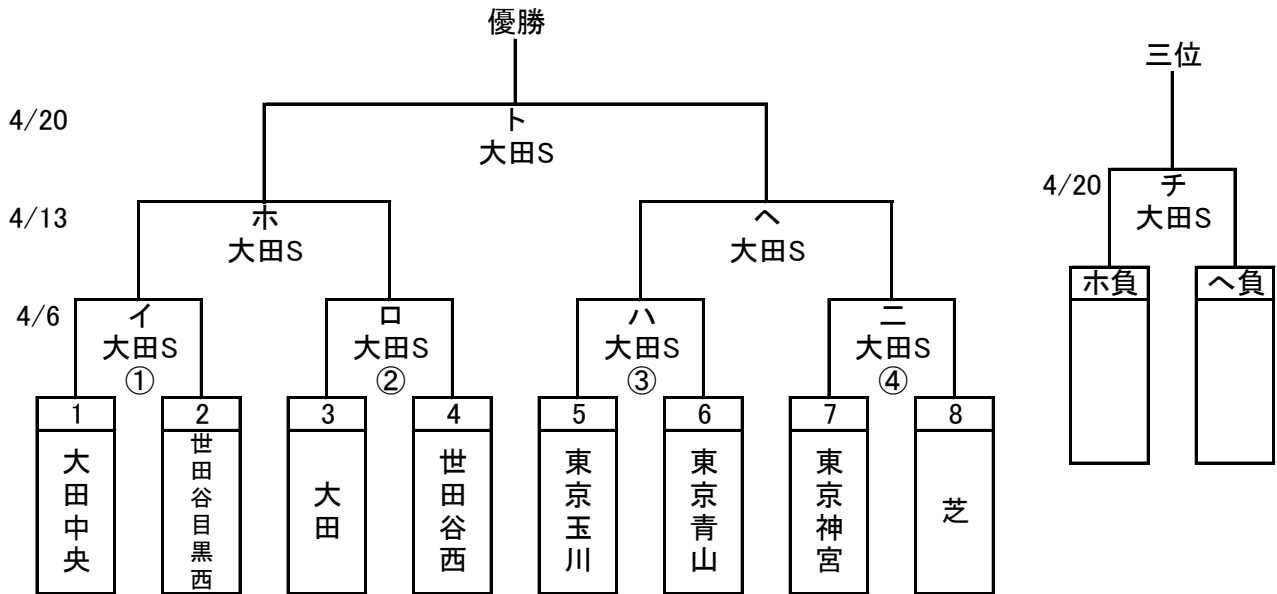 優勝
三位
4/20
ト
大田S
4/20
チ
大田S
4/13
ホ
大田S
ヘ
大田S
ホ負
ヘ負
4/6
イ
大田S
①
ロ
大田S
②
ハ
大田S
③
ニ
大田S
④
1
2
3
4
5
6
7
8
大田中央
世田谷目黒西
大田
世田谷西
東京玉川
東京青山
東京神宮
芝